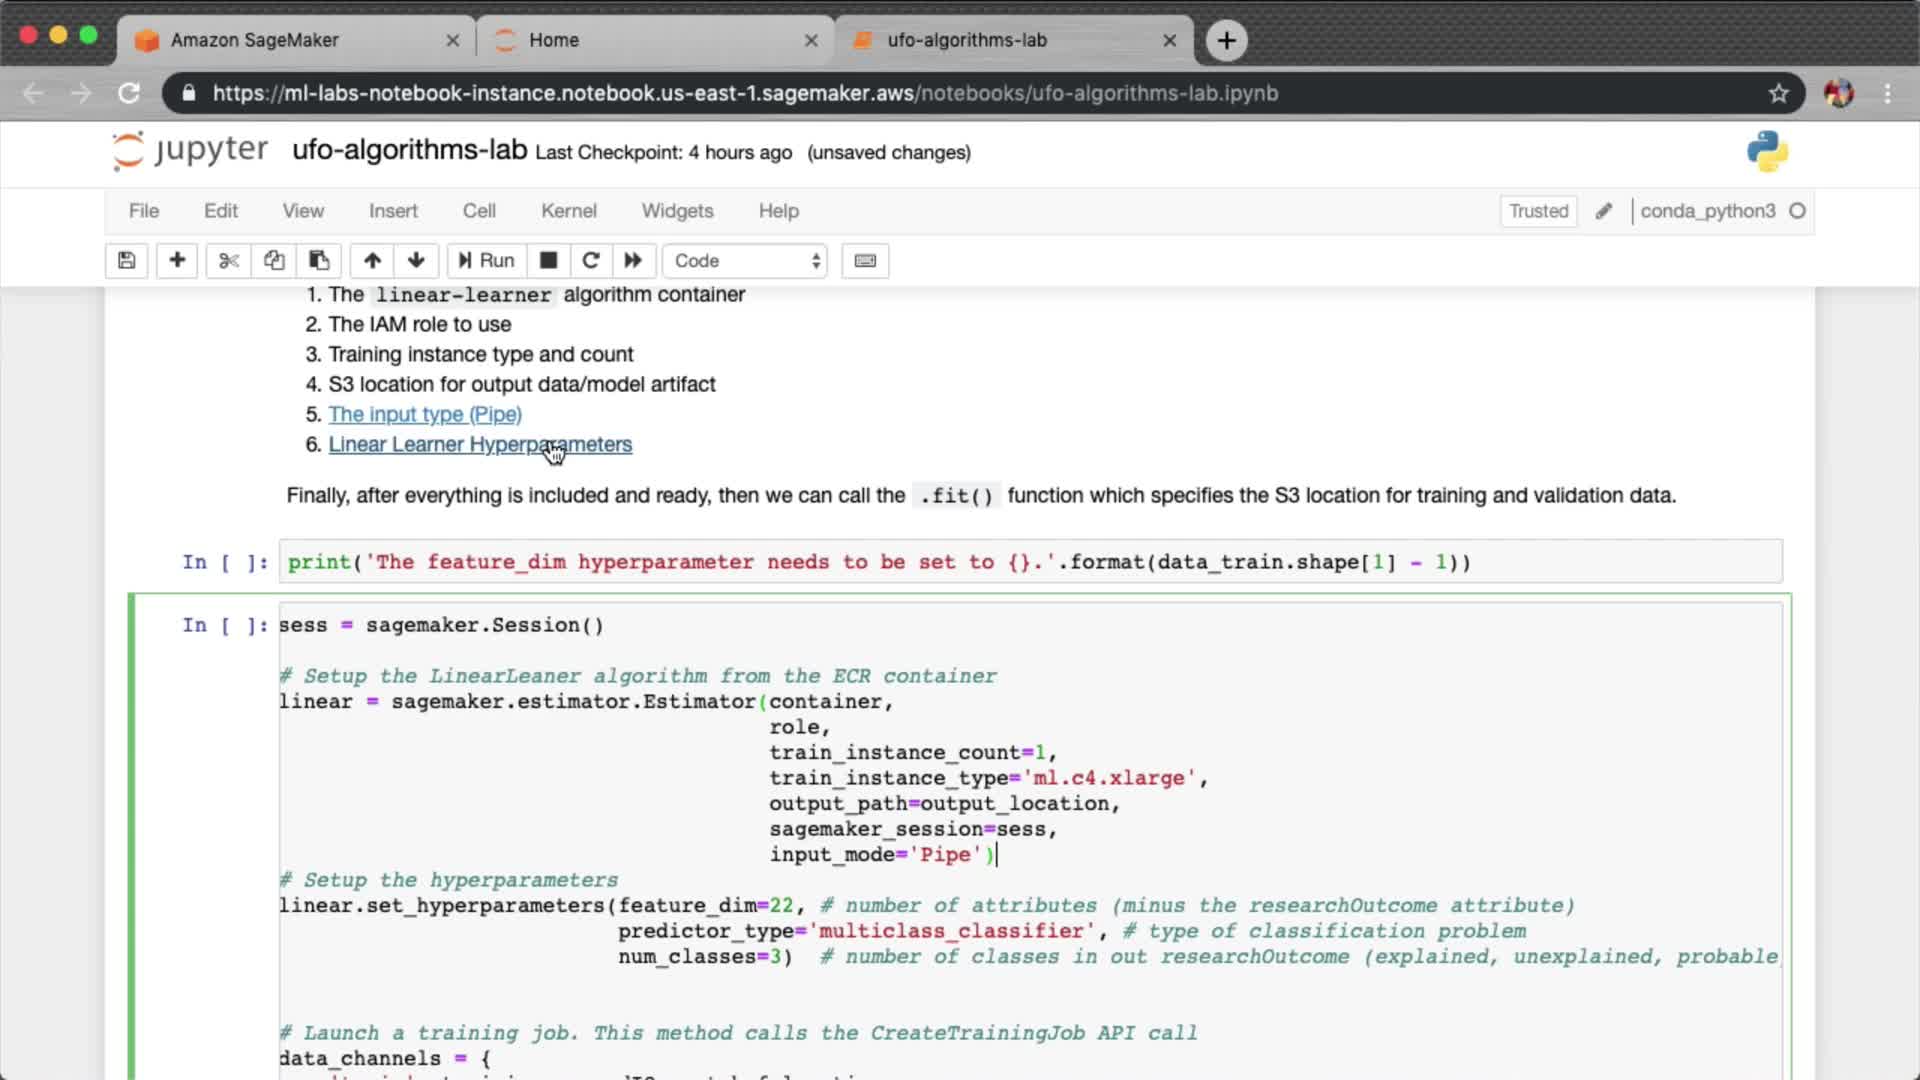 Amazon SageMaker
Home
ufo-algorithms-lab
https://ml-labs-notebook-instance.notebook.us-east-1.sagemaker.aws/notebooks/ufo-algorithms-lab.ipynb
jupyter ufo-algorithms-lab Last Checkpoint: 4 hours ago (unsaved changes)
File Edit View Insert Cell Kernel Widgets Help Trusted conda_python3
Run Code
1. The linear-learner algorithm container
2. The IAM role to use
3. Training instance type and count
4. S3 location for output data/model artifact
5. The input type (Pipe)
6. Linear Learner Hyperparameters
Finally, after everything is included and ready, then we can call the .fit() function which specifies the S3 location for training and validation data.
In [ ]: print('The feature_dim hyperparameter needs to be set to {}.'.format(data_train.shape[1] - 1))
In [ ]: sess = sagemaker.Session()
# Setup the LinearLeaner algorithm from the ECR container
linear = sagemaker.estimator.Estimator(container,
role,
train_instance_count=1,
train_instance_type='ml.c4.xlarge',
output_path=output_location,
sagemaker_session=sess,
input_mode='Pipe')
# Setup the hyperparameters
linear.set_hyperparameters(feature_dim=22, # number of attributes (minus the researchOutcome attribute)
predictor_type='multiclass_classifier', # type of classification problem
num_classes=3) # number of classes in out researchOutcome (explained, unexplained, probable
# Launch a training job. This method calls the CreateTrainingJob API call
data_channels = {